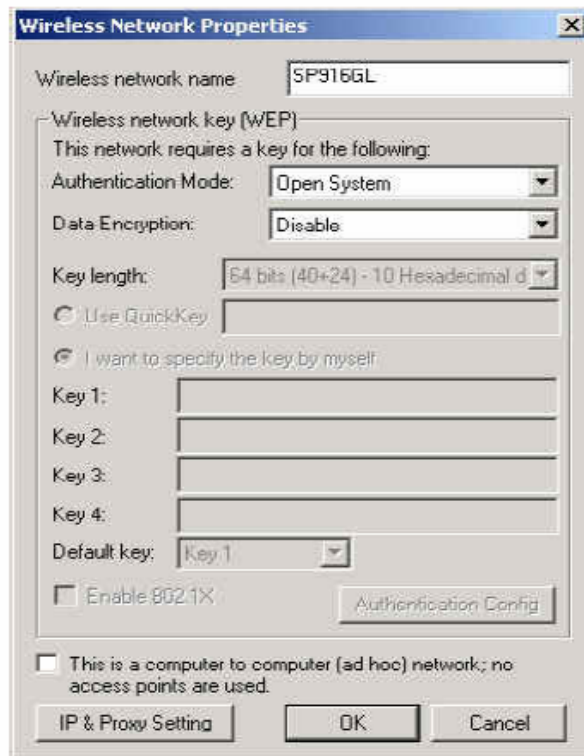 Wireless Network Properties
Wireless network name SP916GL
Wireless network key (WEP)
This network requires a key for the following:
Authentication Mode: Open System
Data Encryption: Disable
Key length: 64 bits (40+24) - 10 Hexadecimal d
Use QuickKey
I want to specify the key by myself
Key 1:
Key 2:
Key 3:
Key 4:
Default key: Key 1
Enable 802.1X Authentication Config
This is a computer to computer (ad hoc) network; no
access points are used.
IP & Proxy Setting OK Cancel